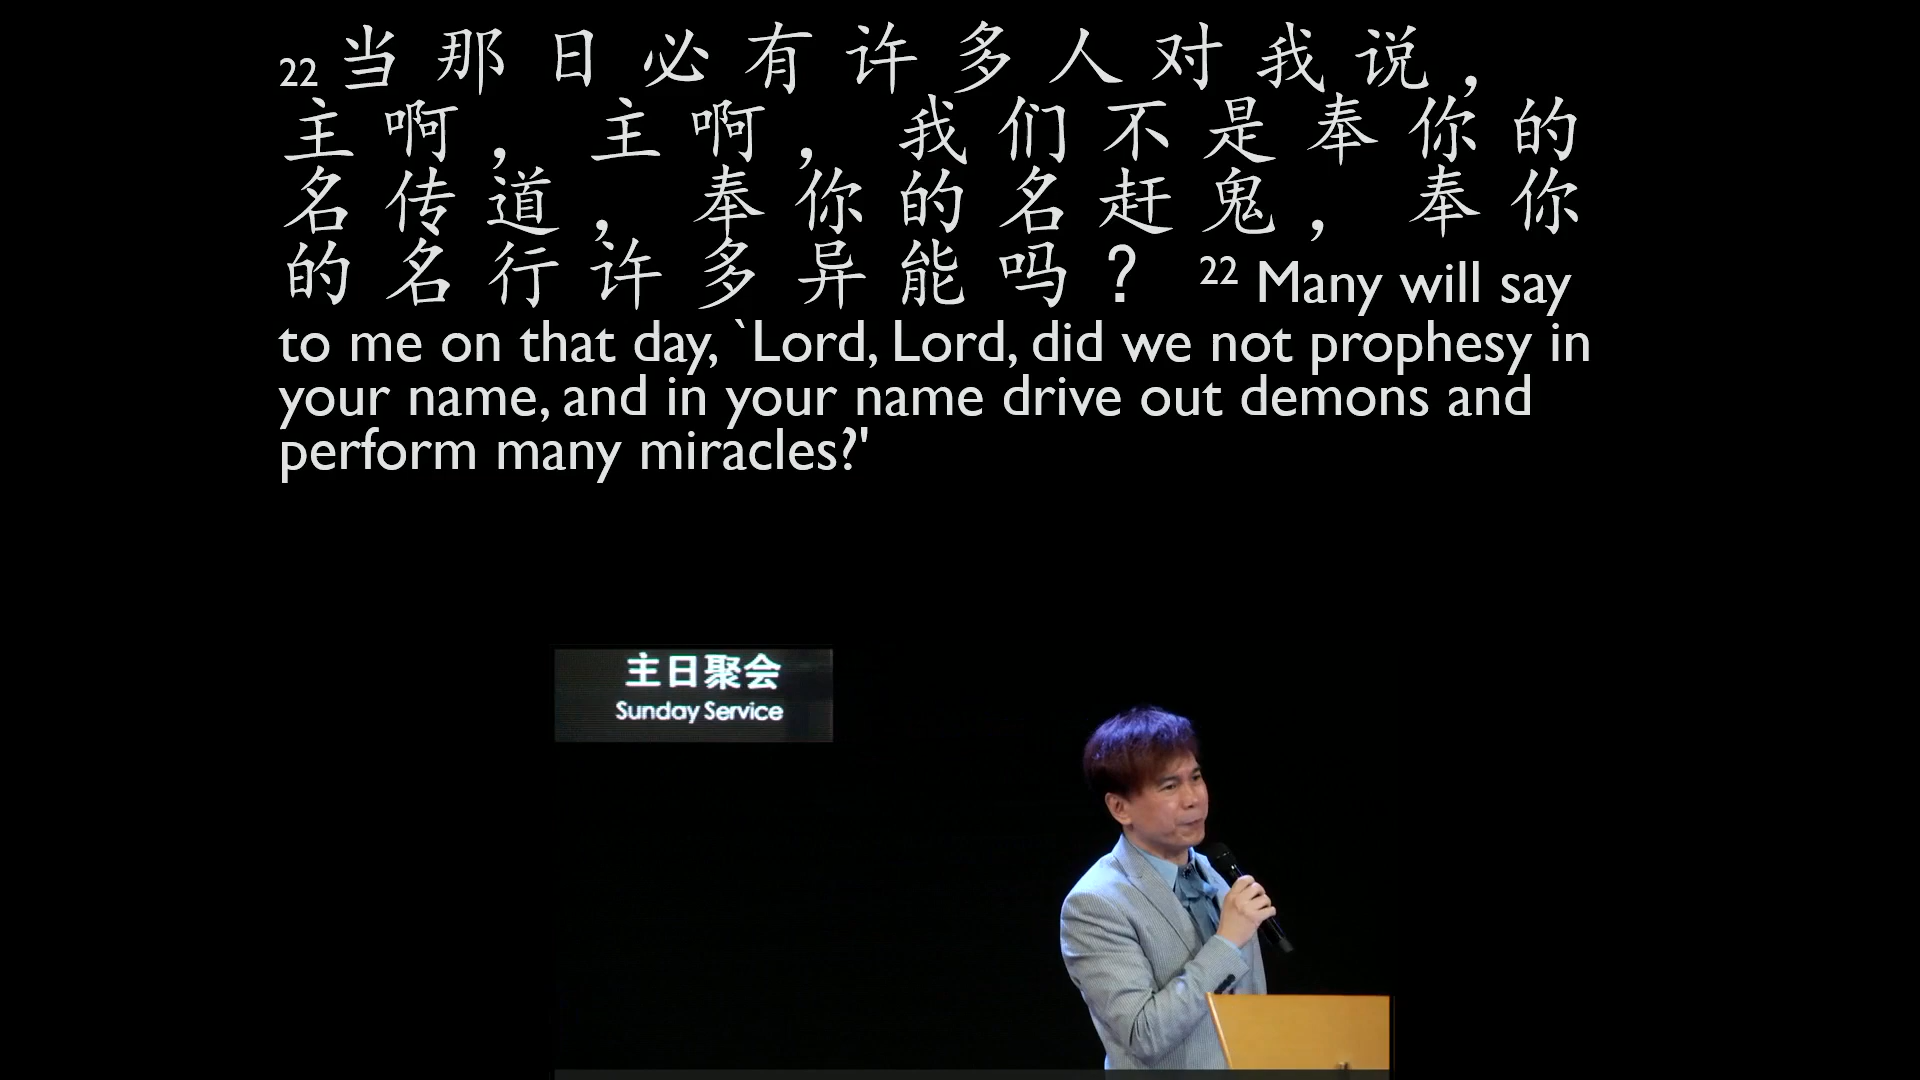 22 当那日必有许多人对我说，
主啊，主啊，我们不是奉你的
名传道，奉你的名赶鬼，奉你
的名行许多异能吗？ 22 Many will say
to me on that day, `Lord, Lord, did we not prophesy in
your name, and in your name drive out demons and
perform many miracles?'
主日聚会
Sunday Service